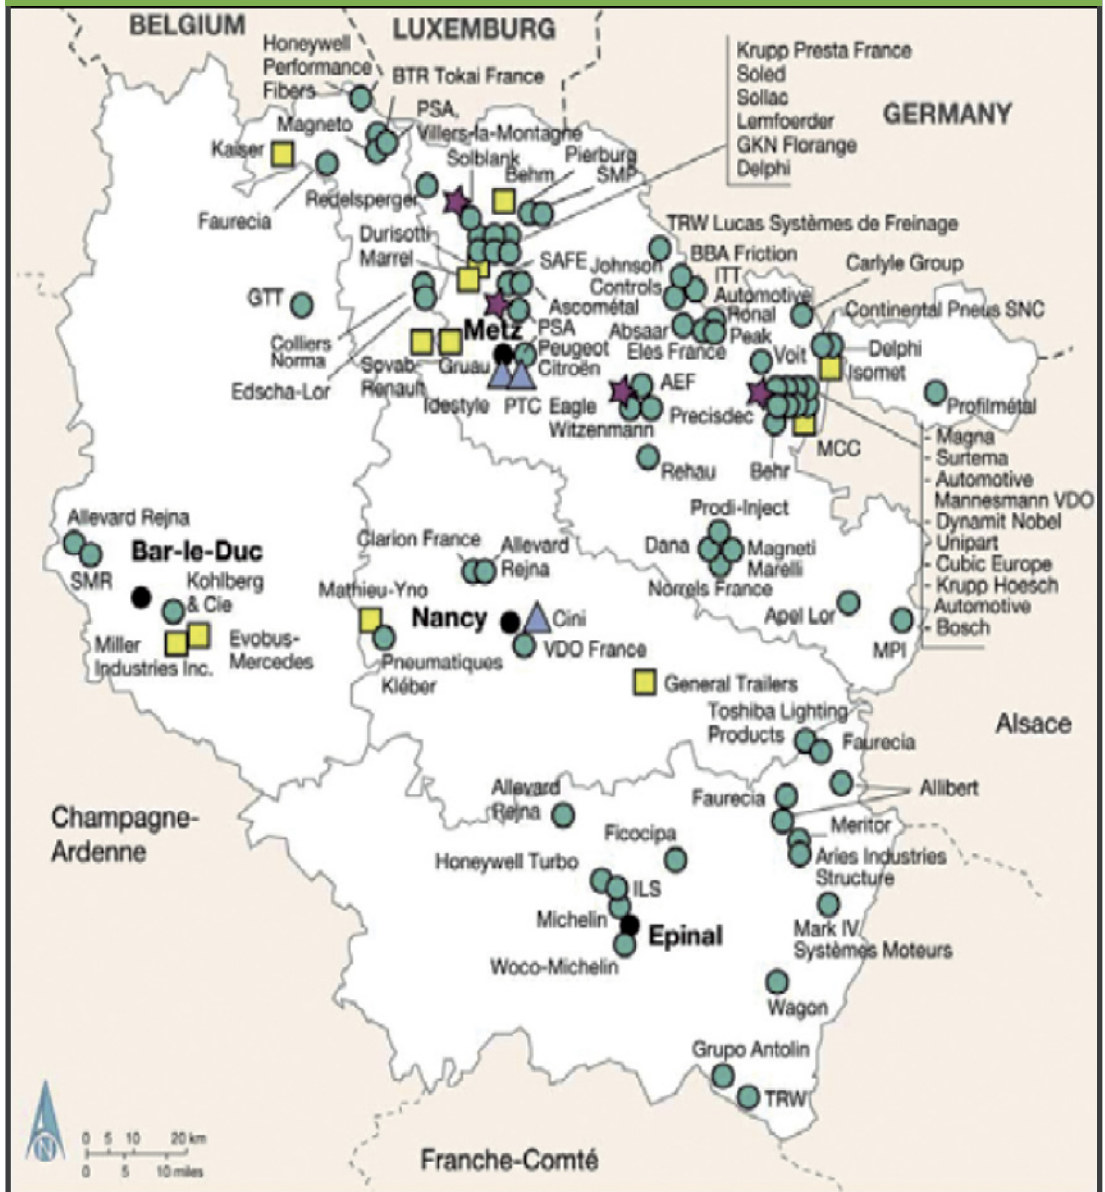 BELGIUM
LUXEMBURG
GERMANY
Honeywell
Performance
Fibers
BTR Tokai France
PSA,
Villers-la-Montagne
Magneto
Kaiser
Faurecia
Redelsperger
Solblank
Behm
Pierburg
SMP
Krupp Presta France
Soled
Sollac
Lemfoerder
GKN Florange
Delphi
Durisotti
Marrel
SAFE
Ascométal
GTT
Colliers
Norma
Edscha-Lor
Sovab-
Renault
Gruau
Metz
PSA
Peugeot
Citroën
Idestyle
PTC
TRW Lucas Systèmes de Freinage
BBA Friction
Johnson
Controls
ITT
Automotive
Ronal
Absaar
Peak
Eles France
Carlyle Group
Continental Pneus SNC
Delphi
Voit
Isomet
Profilmétal
AEF
Eagle
Witzenmann
Precisdec
Rehau
Behr
MCC
Magna
Surtema
Automotive
Mannesmann VDO
Dynamit Nobel
Unipart
Cubic Europe
Krupp Hoesch
Automotive
Bosch
Allevard Rejna
SMR
Bar-le-Duc
Kohlberg
& Cie
Miller
Industries Inc.
Evobus-
Mercedes
Clarion France
Allevard
Rejna
Mathieu-Yno
Nancy
Cini
VDO France
Pneumatiques
Kléber
Prodi-Inject
Dana
Magneti
Marelli
Norrels France
Apel Lor
MPI
General Trailers
Toshiba Lighting
Products
Faurecia
Alsace
Champagne-
Ardenne
Allevard
Rejna
Faurecia
Allibert
Ficocipa
Meritor
Honeywell Turbo
ILS
Aries Industries
Structure
Michelin
Epinal
Woco-Michelin
Mark IV
Systèmes Moteurs
Wagon
Grupo Antolin
TRW
Franche-Comté
N
0 5 10 20 km
0 5 10 miles